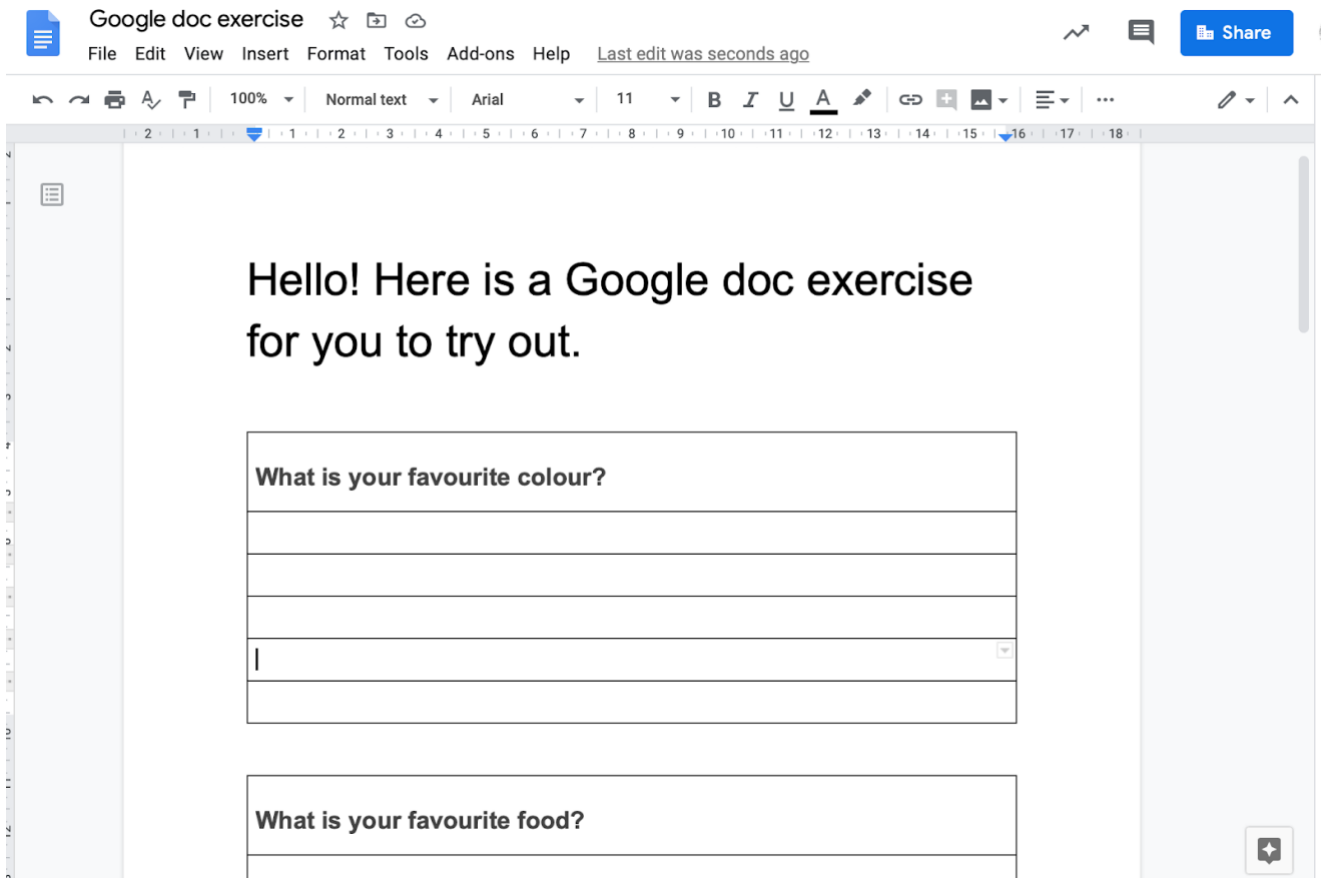 Google doc exercise
File Edit View Insert Format Tools Add-ons Help Last edit was seconds ago
Share
100% Normal text Arial 11 B I U A
2 1 1 2 3 4 5 6 7 8 9 10 11 12 13 14 15 16 17 18
Hello! Here is a Google doc exercise
for you to try out.
What is your favourite colour?
What is your favourite food?